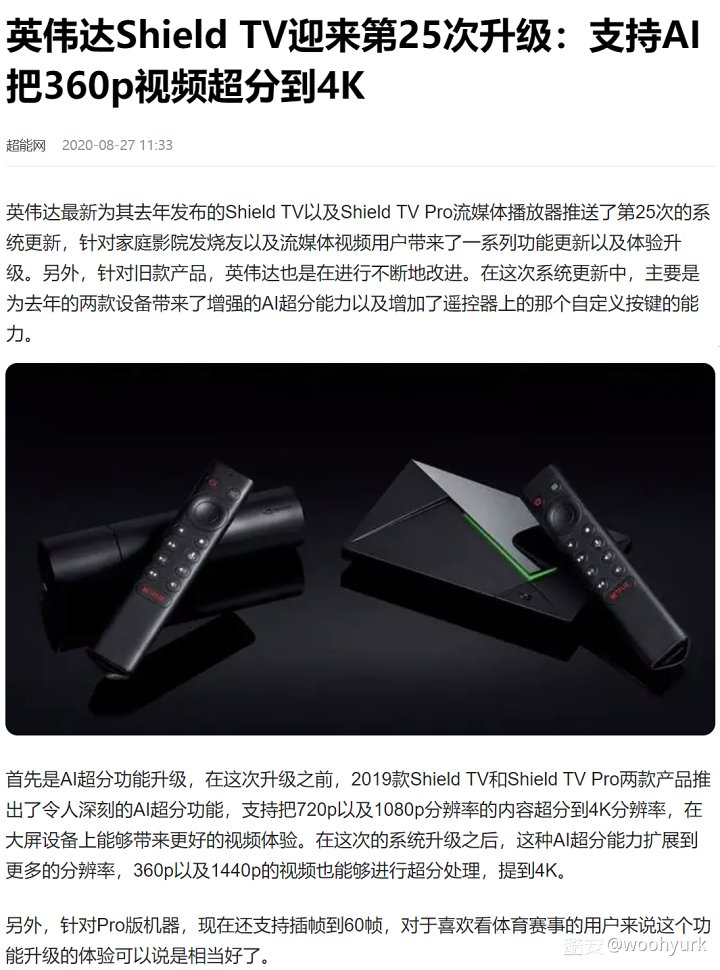 英伟达Shield TV迎来第25次升级：支持AI
把360p视频超分到4K
超能网 2020-08-27 11:33
英伟达最新为其去年发布的Shield TV以及Shield TV Pro流媒体播放器推送了第25次的系
统更新，针对家庭影院发烧友以及流媒体视频用户带来了一系列功能更新以及体验升
级。另外，针对旧款产品，英伟达也是在进行不断地改进。在这次系统更新中，主要是
为去年的两款设备带来了增强的AI超分能力以及增加了遥控器上的那个自定义按键的能
力。
NETFLIX
NETFLIX
首先是AI超分功能升级，在这次升级之前，2019款Shield TV和Shield TV Pro两款产品推
出了令人深刻的AI超分功能，支持把720p以及1080p分辨率的内容超分到4K分辨率，在
大屏设备上能够带来更好的视频体验。在这次的系统升级之后，这种AI超分能力扩展到
更多的分辨率，360p以及1440p的视频也能够进行超分处理，提到4K。
另外，针对Pro版机器，现在还支持插帧到60帧，对于喜欢看体育赛事的用户来说这个功
能升级的体验可以说是相当好了。
酷安 @woohyurk